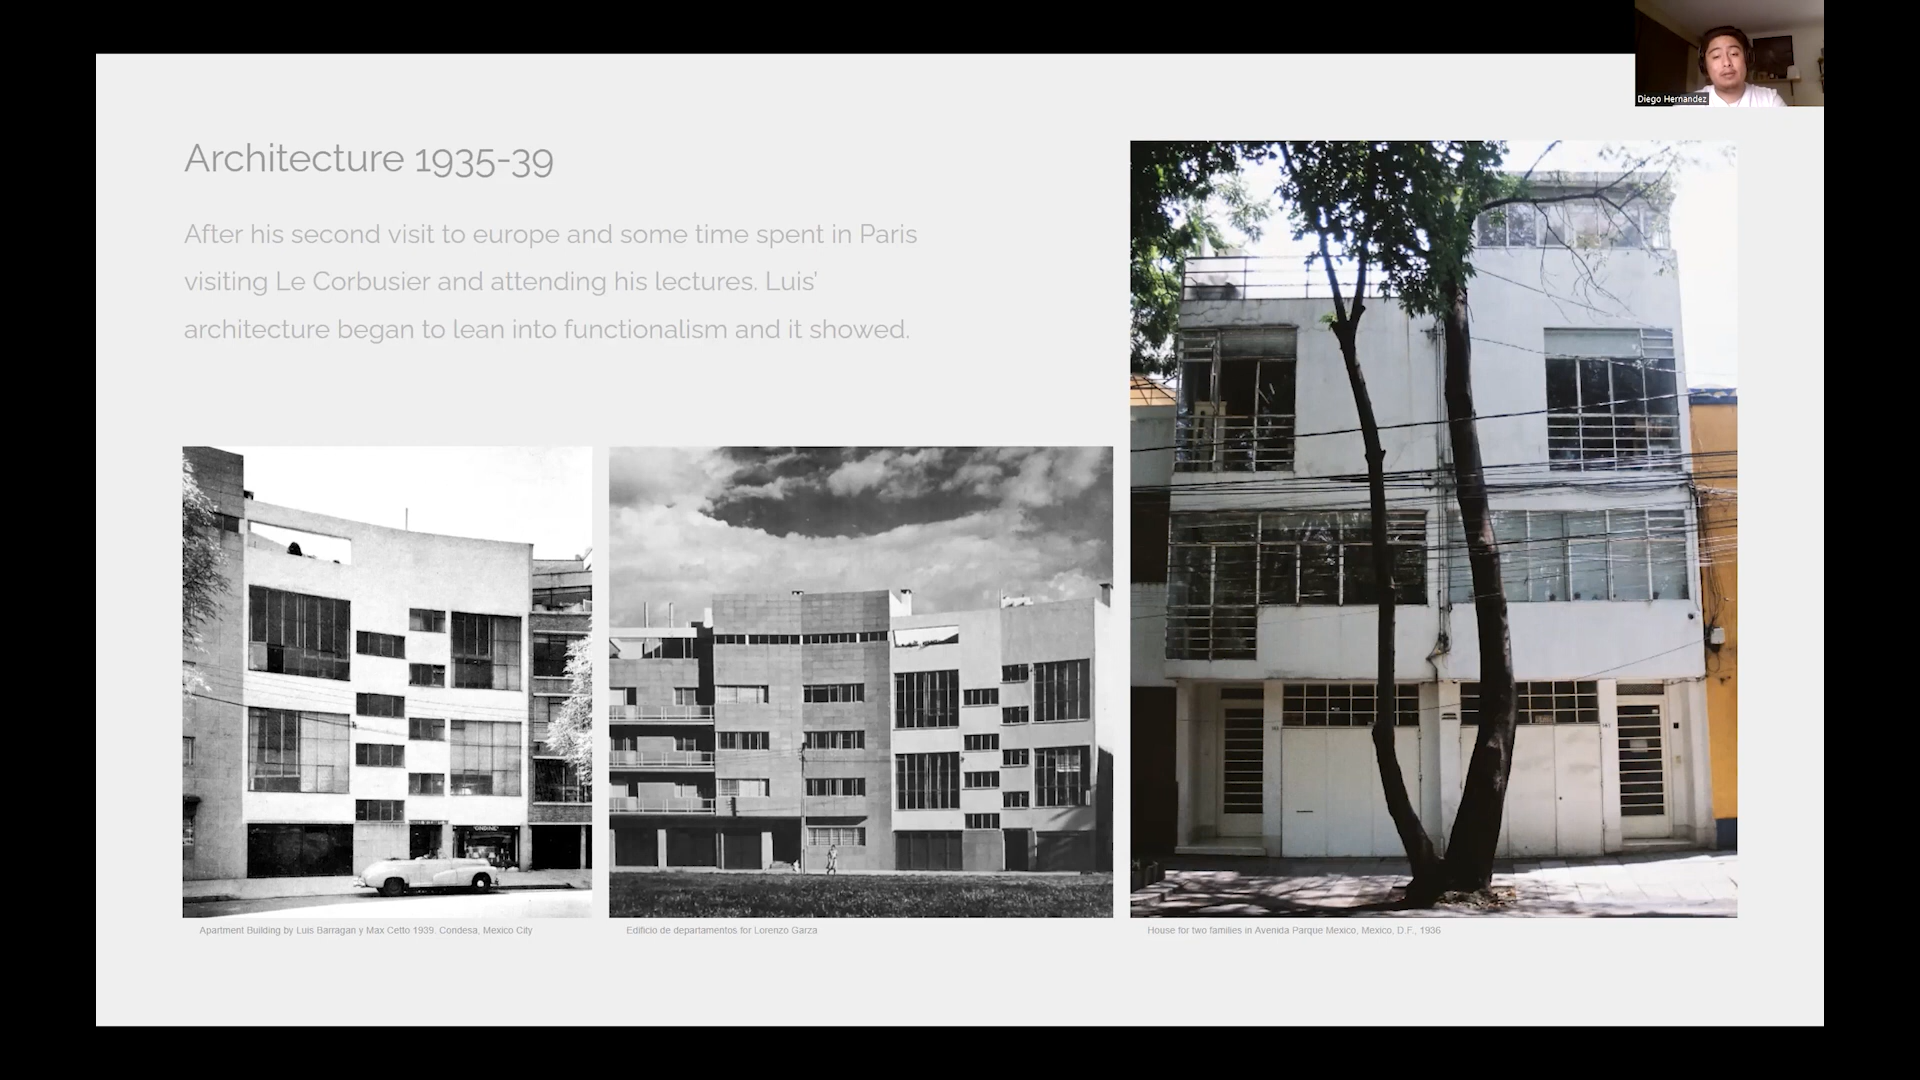 Diego Hernandez
Architecture 1935-39
After his second visit to europe and some time spent in Paris
visiting Le Corbusier and attending his lectures. Luis'
architecture began to lean into functionalism and it showed.
ONDINE
Apartment Building by Luis Barragan y Max Cetto 1939. Condesa, Mexico City
Edificio de departamentos for Lorenzo Garza
House for two families in Avenida Parque Mexico, Mexico, D.F., 1936